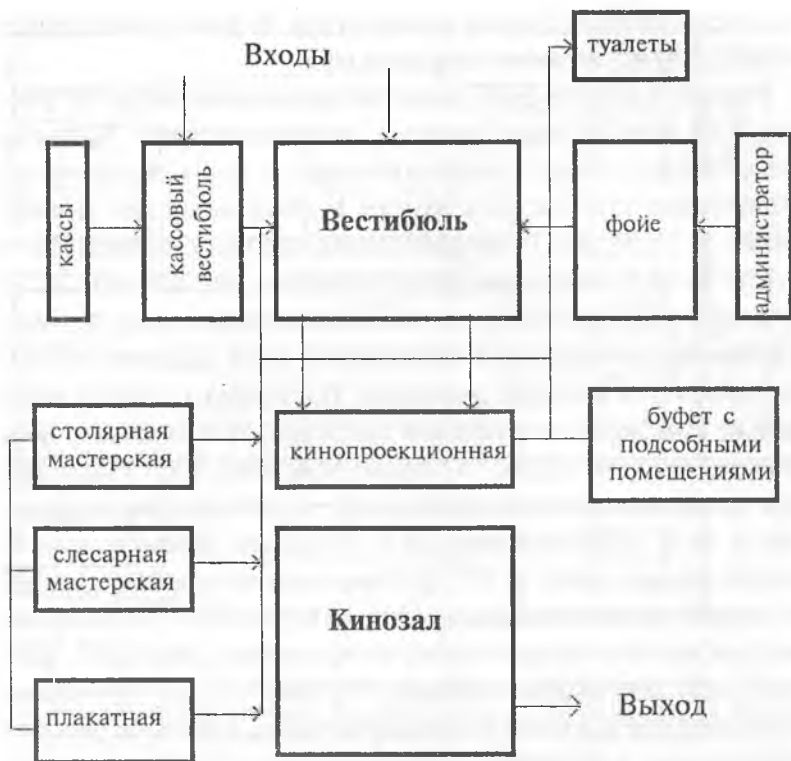 туалеты
Входы
кассы
кассовый
вестибюль
Вестибюль
фойе
администратор
столярная
мастерская
кинопроекционная
буфет с
подсобными
помещениями
слесарная
мастерская
Кинозал
плакатная
Выход